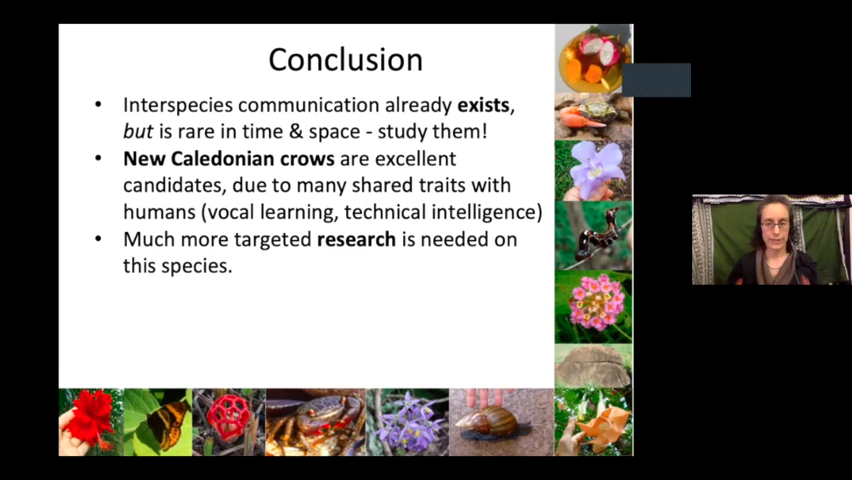 Conclusion
• Interspecies communication already exists,
but is rare in time & space - study them!
• New Caledonian crows are excellent
candidates, due to many shared traits with
humans (vocal learning, technical intelligence)
• Much more targeted research is needed on
this species.